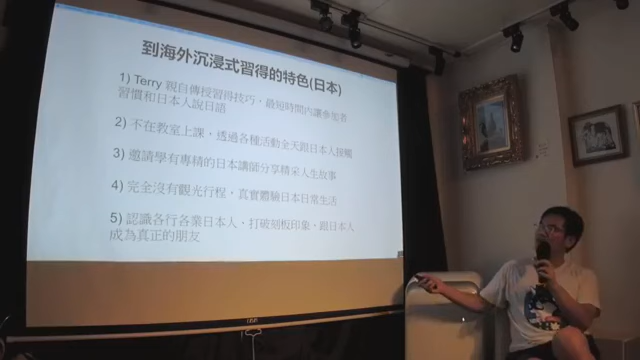 到海外沉浸式習得的特色(日本)
1) Terry 親自傳授習得技巧,最短時間內讓參加者
習慣和日本人說日語
2) 不在教室上課,透過各種活動全天跟日本人接觸
3) 邀請學有專精的日本講師分享精采人生故事
4) 完全沒有觀光行程,真實體驗日本日常生活
5) 認識各行各業日本人,打破刻板印象,跟日本人
成為真正的朋友